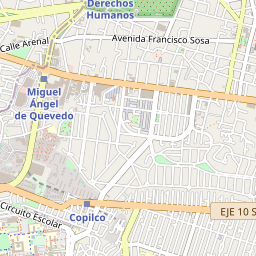 Derechos
Humanos
Avenida Francisco Sosa
Calle Arenal
Miguel
Ángel
de Quevedo
EJE 10 S
Copilco
Circuito Escolar